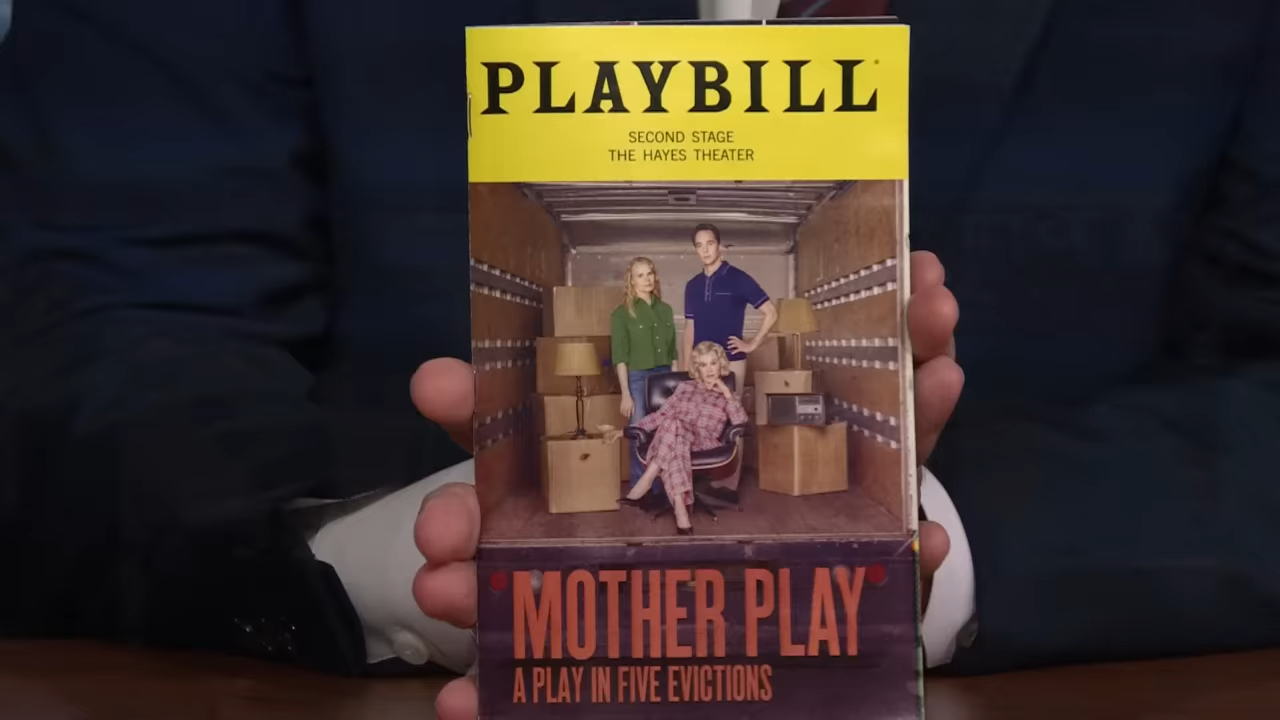 PLAYBILL
SECOND STAGE
THE HAYES THEATER
MOTHER PLAY
A PLAY IN FIVE EVICTIONS